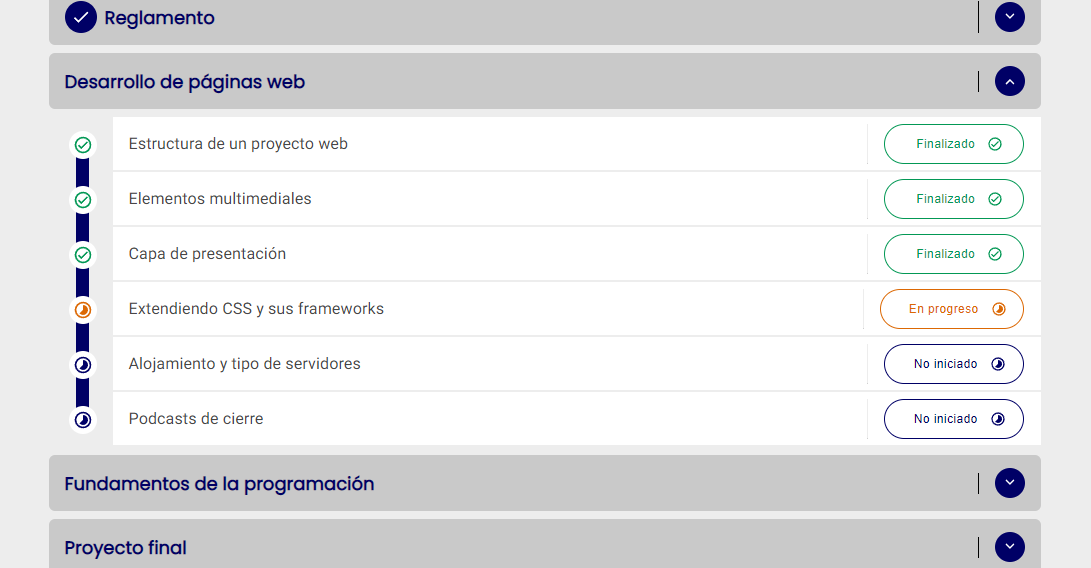 Reglamento
Desarrollo de páginas web
Estructura de un proyecto web Finalizado
Elementos multimediales Finalizado
Capa de presentación Finalizado
Extendiendo CSS y sus frameworks En progreso
Alojamiento y tipo de servidores No iniciado
Podcasts de cierre No iniciado
Fundamentos de la programación
Proyecto final